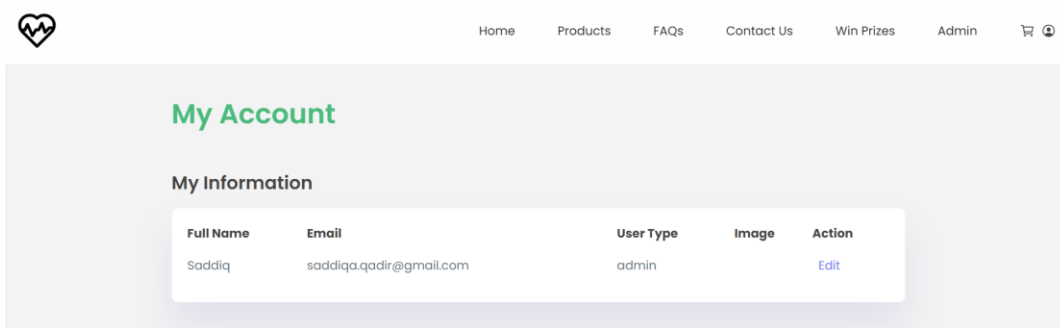 Home Products FAQs Contact Us Win Prizes Admin
My Account
My Information
Full Name Email User Type Image Action
Saddiq saddiqa.qadir@gmail.com admin Edit